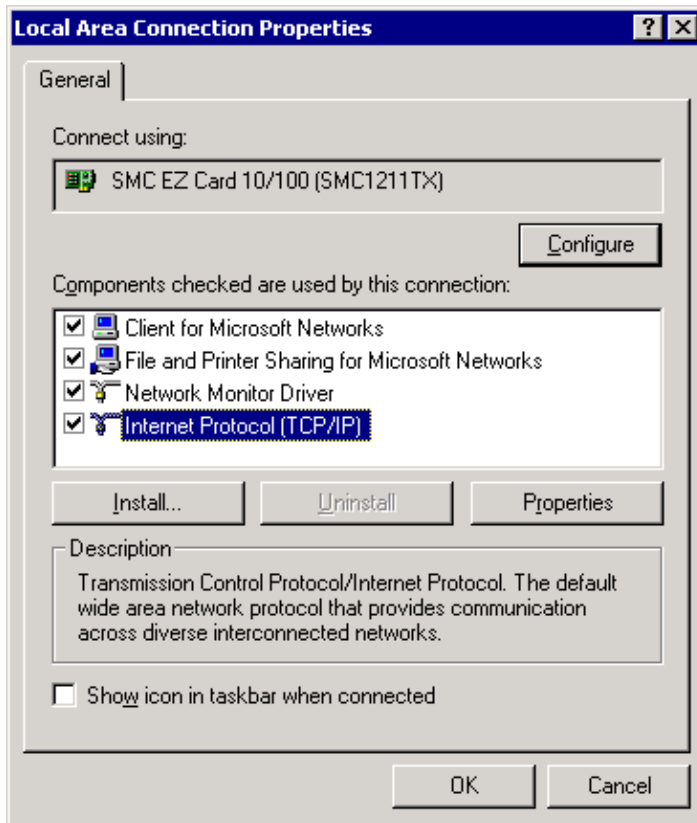 Local Area Connection Properties
General
Connect using:
SMC EZ Card 10/100 (SMC1211TX)
Configure
Components checked are used by this connection:
Client for Microsoft Networks
File and Printer Sharing for Microsoft Networks
Network Monitor Driver
Internet Protocol (TCP/IP)
Install... Uninstall Properties
Description
Transmission Control Protocol/Internet Protocol. The default
wide area network protocol that provides communication
across diverse interconnected networks.
Show icon in taskbar when connected
OK Cancel